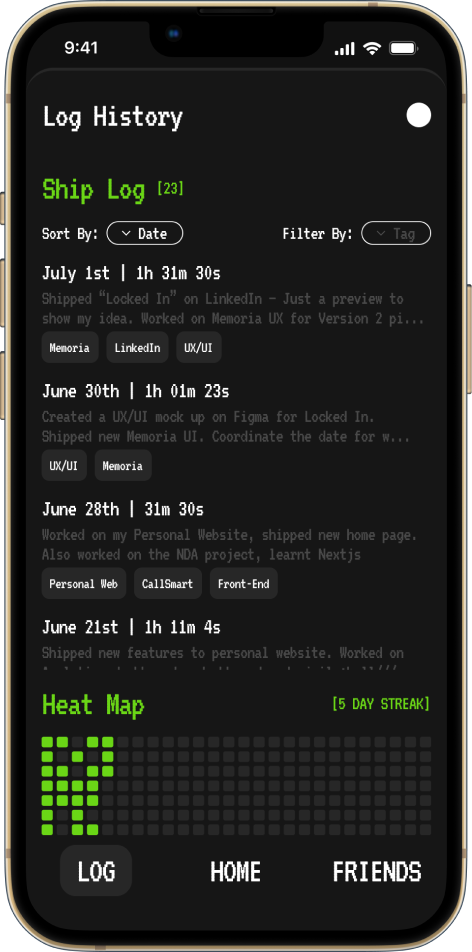 9:41
Log History
Ship Log [23]
Sort By: Date Filter By: Tag
July 1st | 1h 31m 30s
Shipped “Locked In” on LinkedIn - Just a preview to
show my idea. Worked on Memoria UX for Version 2 pi...
Memoria LinkedIn UX/UI
June 30th | 1h 01m 23s
Created a UX/UI mock up on Figma for Locked In.
Shipped new Memoria UI. Coordinate the date for w...
UX/UI Memoria
June 28th | 31m 30s
Worked on my Personal Website, shipped new home page.
Also worked on the NDA project, learnt Nextjs
Personal Web CallSmart Front-End
June 21st | 1h 11m 4s
Shipped new features to personal website. Worked on
Heat Map [5 DAY STREAK]
LOG HOME FRIENDS